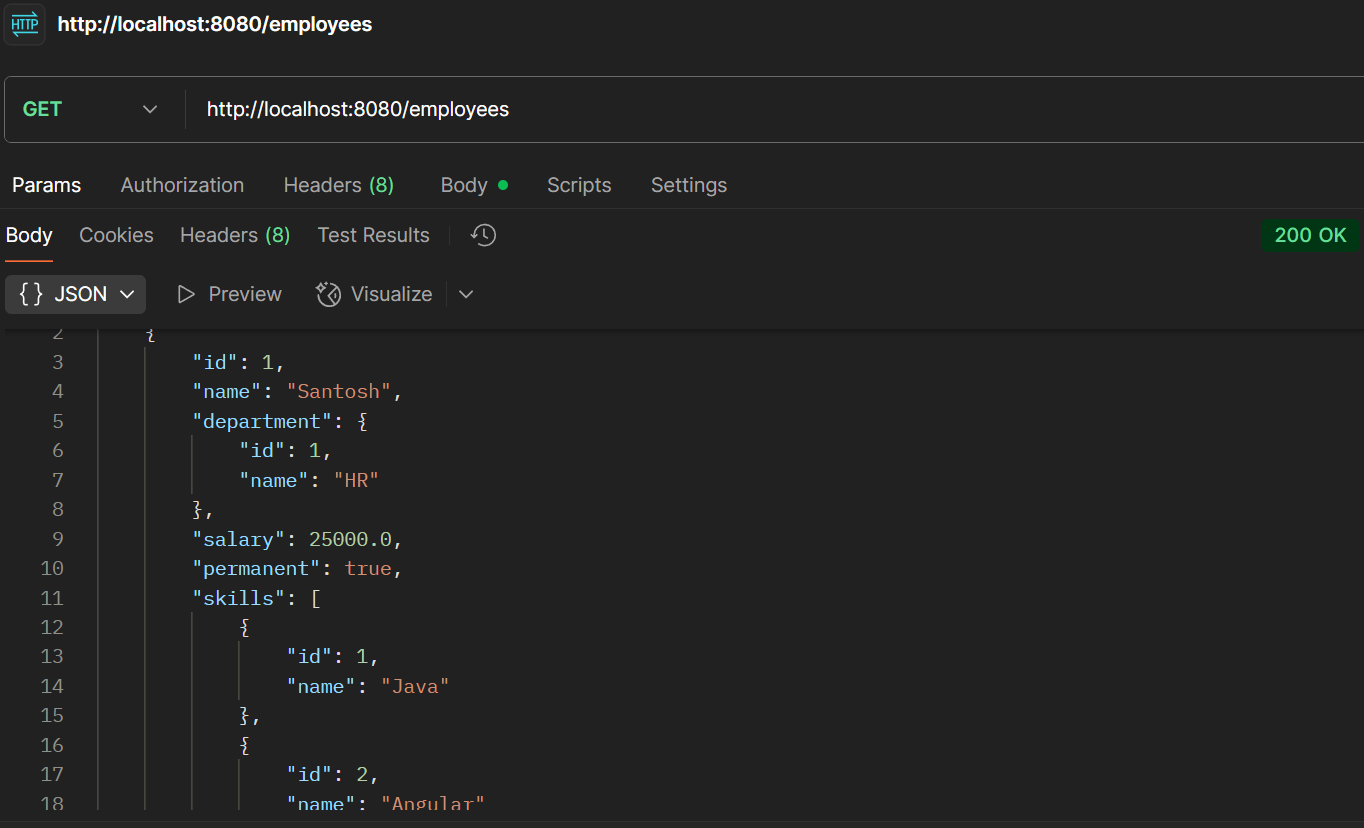 HTTP http://localhost:8080/employees
GET http://localhost:8080/employees
Params Authorization Headers (8) Body Scripts Settings
Body Cookies Headers (8) Test Results 200 OK
{} JSON Preview Visualize
2 {
3 "id": 1,
4 "name": "Santosh",
5 "department": {
6 "id": 1,
7 "name": "HR"
8 },
9 "salary": 25000.0,
10 "permanent": true,
11 "skills": [
12 {
13 "id": 1,
14 "name": "Java"
15 },
16 {
17 "id": 2,
18 "name": "Angular"